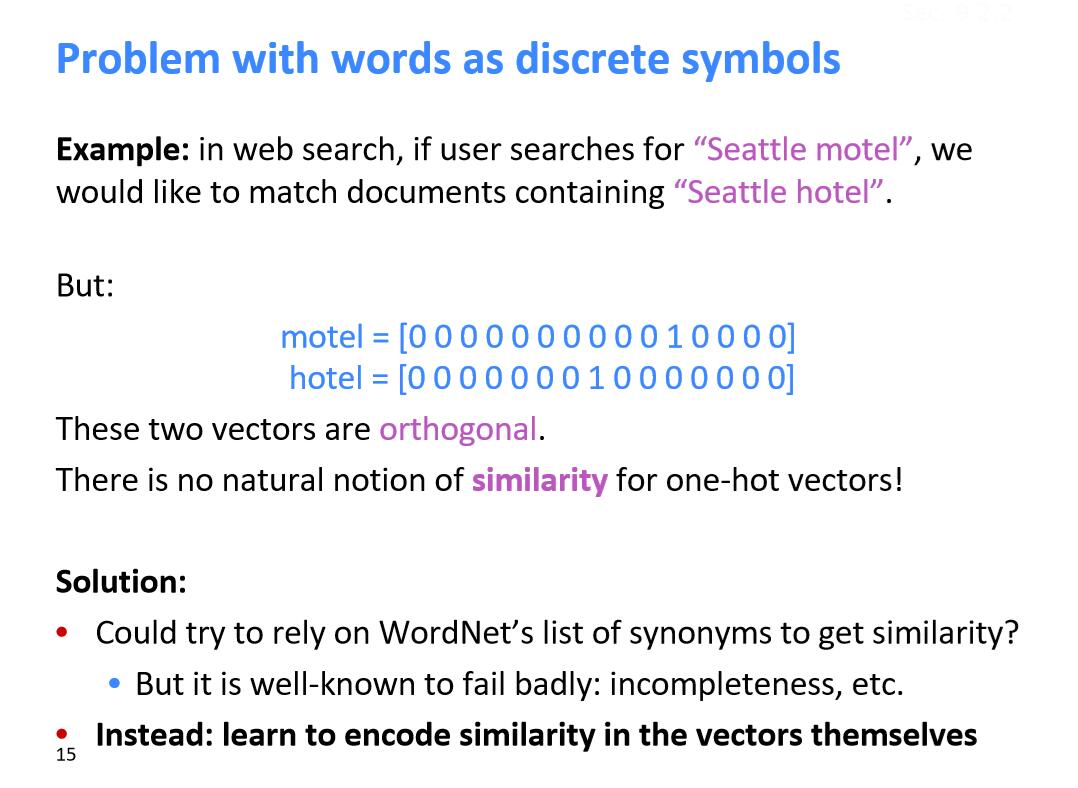 Sec. 9.2.2
Problem with words as discrete symbols
Example: in web search, if user searches for “Seattle motel”, we
would like to match documents containing “Seattle hotel”.
But:
motel = [0 0 0 0 0 0 0 0 0 0 1 0 0 0 0]
hotel = [0 0 0 0 0 0 0 1 0 0 0 0 0 0 0]
These two vectors are orthogonal.
There is no natural notion of similarity for one-hot vectors!
Solution:
• Could try to rely on WordNet’s list of synonyms to get similarity?
• But it is well-known to fail badly: incompleteness, etc.
• Instead: learn to encode similarity in the vectors themselves
15